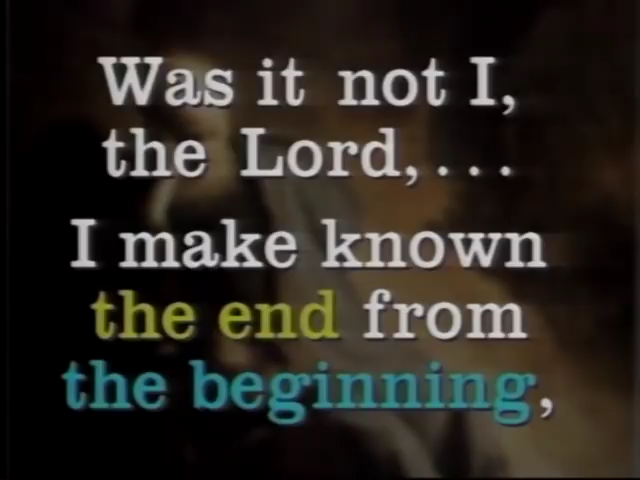 Was it not I,
the Lord,...
I make known
the end from
the beginning,